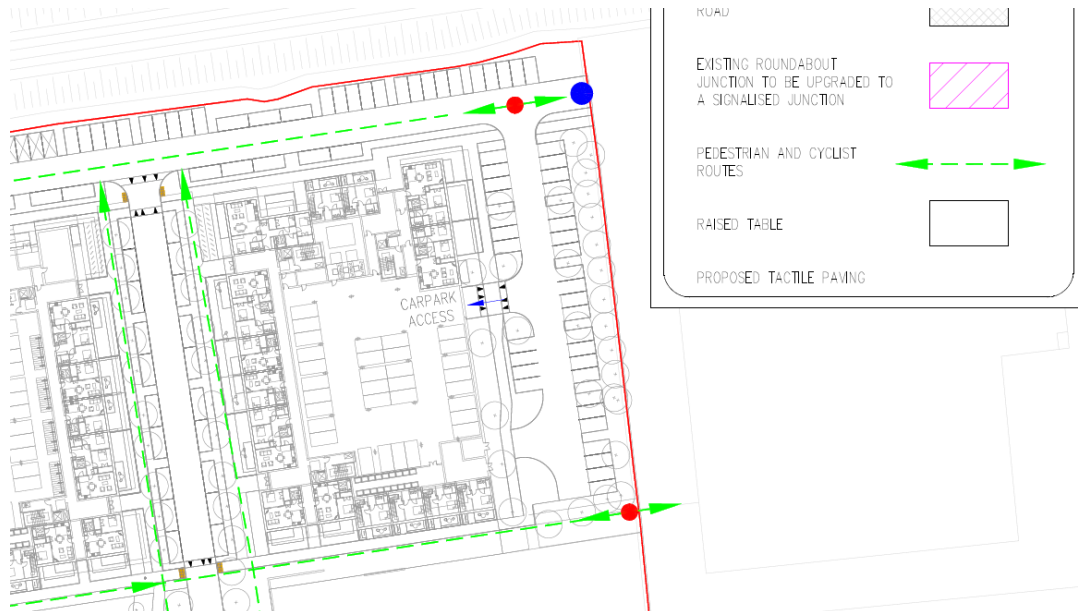 ROAD
EXISTING ROUNDABOUT
JUNCTION TO BE UPGRADED TO
A SIGNALISED JUNCTION
PEDESTRIAN AND CYCLIST
ROUTES
RAISED TABLE
PROPOSED TACTILE PAVING
CARPARK
ACCESS